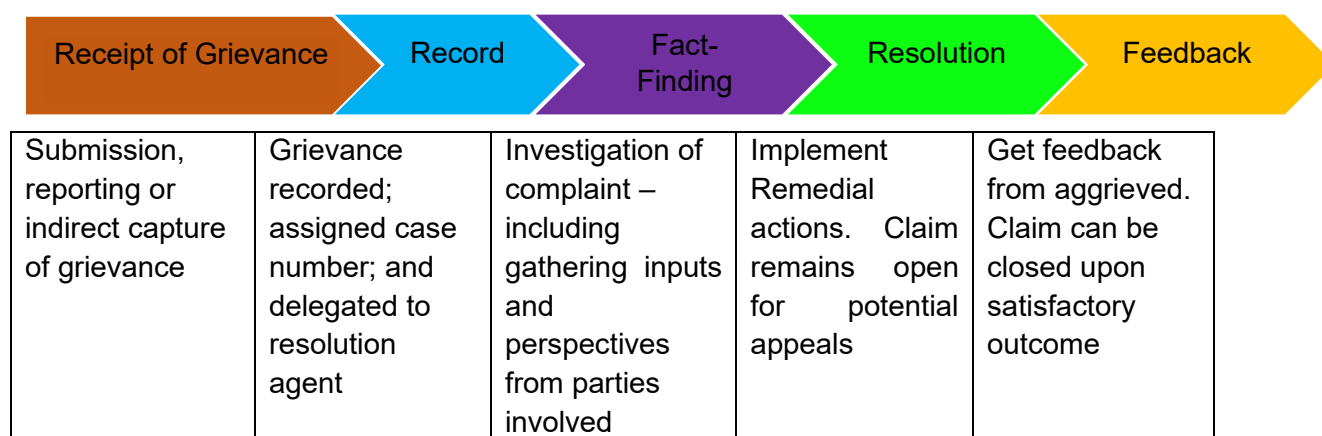 Receipt of Grievance
Record
Fact-
Finding
Resolution
Feedback
Submission,
reporting or
indirect capture
of grievance
Grievance
recorded;
assigned case
number; and
delegated to
resolution
agent
Investigation of
complaint –
including
gathering inputs
and
perspectives
from parties
involved
Implement
Remedial
actions. Claim
remains open
for potential
appeals
Get feedback
from aggrieved.
Claim can be
closed upon
satisfactory
outcome